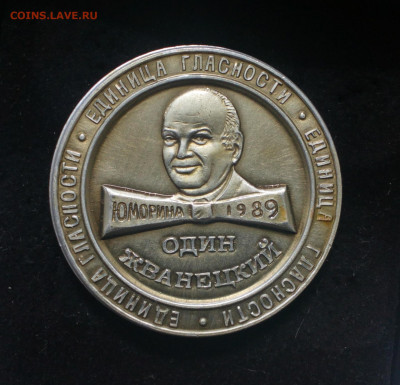 COINS.LAVE.RU
ЕДИНИЦА ГЛАСНОСТИ • ЕДИНИЦА ГЛАСНОСТИ • ЕДИНИЦА ГЛАСНОСТИ •
ЮМОРИНА 1989
ОДИН
ЖВАНЕЦКИЙ